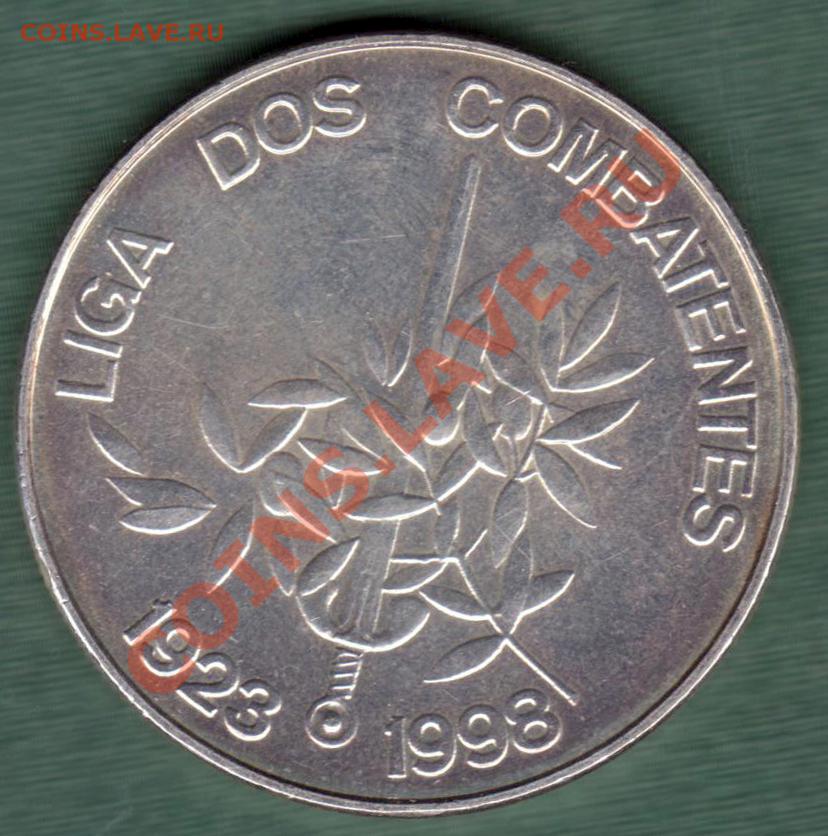 COINS.LAVE.RU
LIGA DOS COMBATENTES
1923 1998
COINS.LAVE.RU